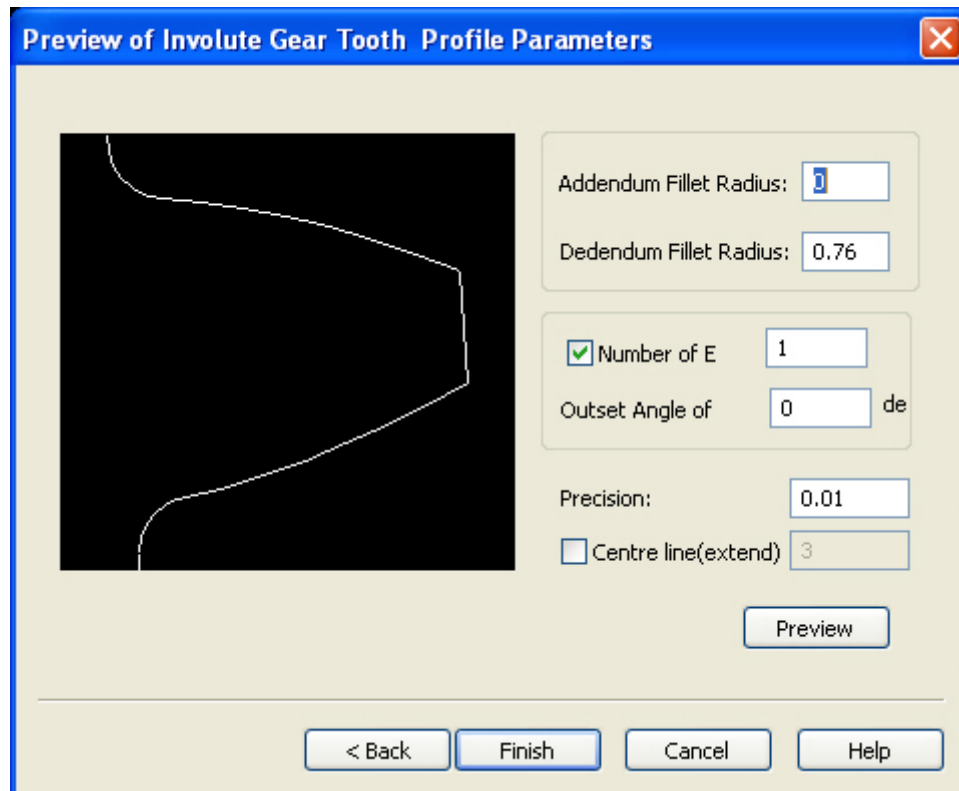 Preview of Involute Gear Tooth Profile Parameters
Addendum Fillet Radius: 0
Dedendum Fillet Radius: 0.76
Number of E 1
Outset Angle of 0 de
Precision: 0.01
Centre line(extend) 3
Preview
< Back Finish Cancel Help